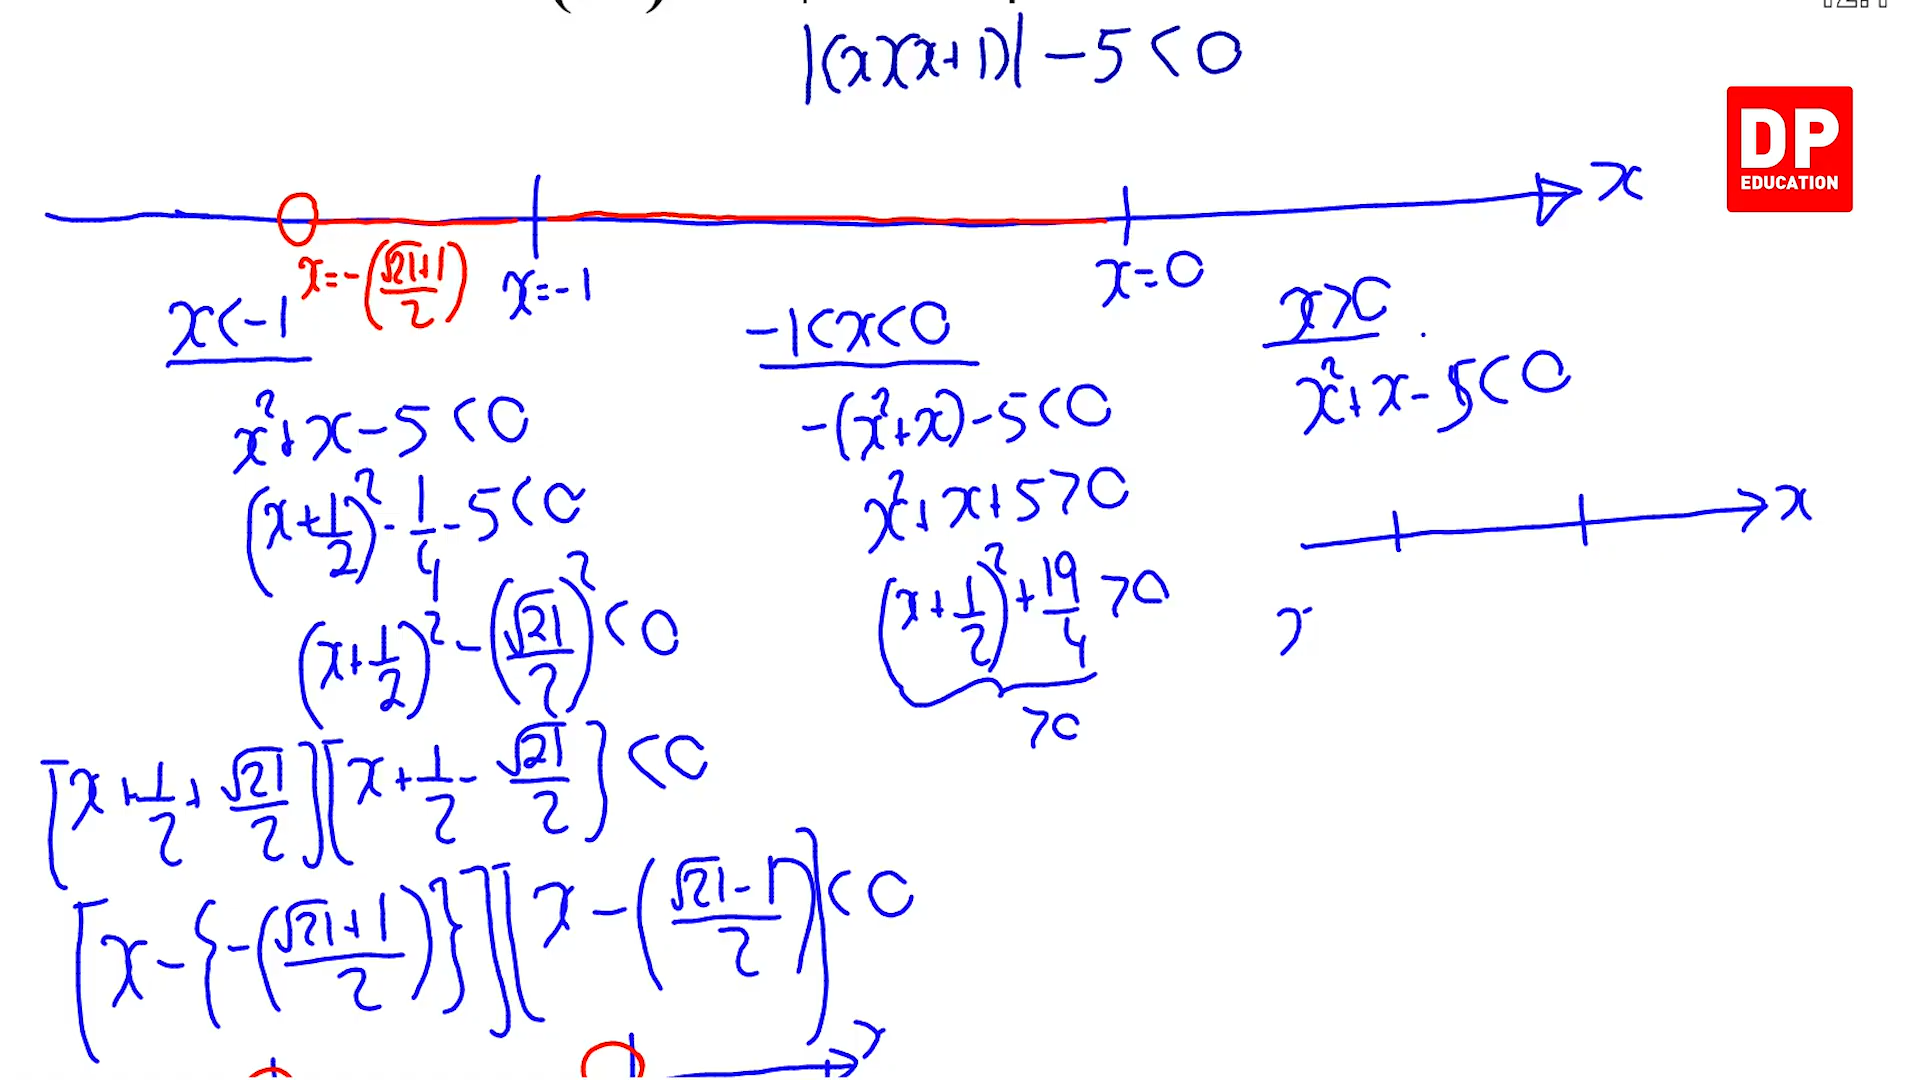 |(x)(x+1)| - 5 < 0
DP
EDUCATION
x
x = -(√21+1)/2
x = -1
x = 0
x < -1
x² + x - 5 < 0
(x + 1/2)² - 1/4 - 5 < 0
(x + 1/2)² - (√21/2)² < 0
[x + 1/2 + √21/2][x + 1/2 - √21/2] < 0
[x - {-(√21+1)/2}][x - (√21-1)/2] < 0
x
-1 < x < 0
-(x² + x) - 5 < 0
x² + x + 5 > 0
(x + 1/2)² + 19/4 > 0
> 0
x > 0
x² + x - 5 < 0
x